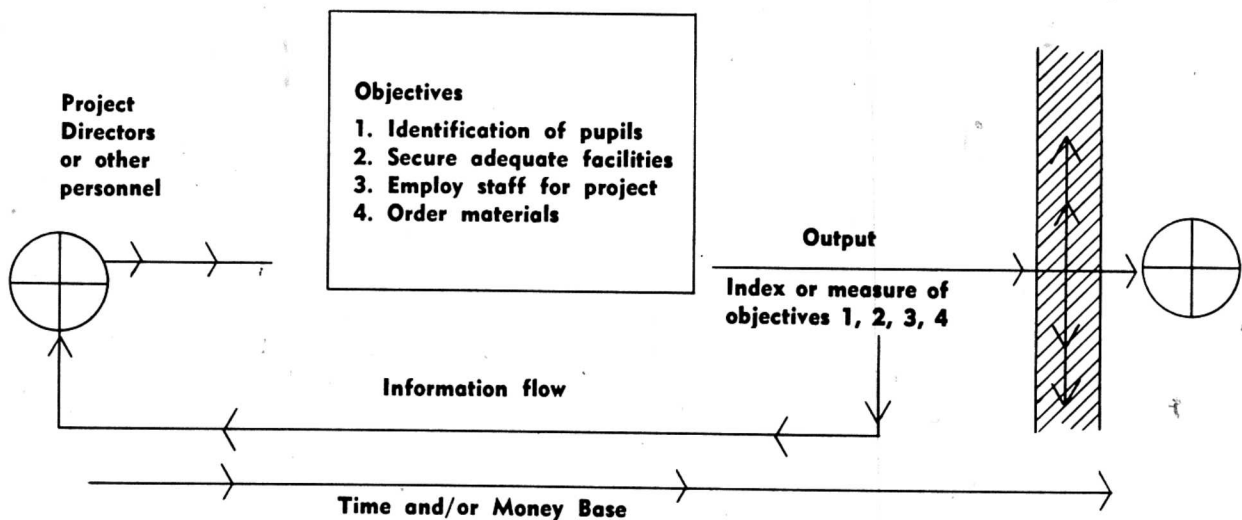 Project
Directors
or other
personnel
Objectives
1. Identification of pupils
2. Secure adequate facilities
3. Employ staff for project
4. Order materials
Output
Index or measure of
objectives 1, 2, 3, 4
Information flow
Time and/or Money Base